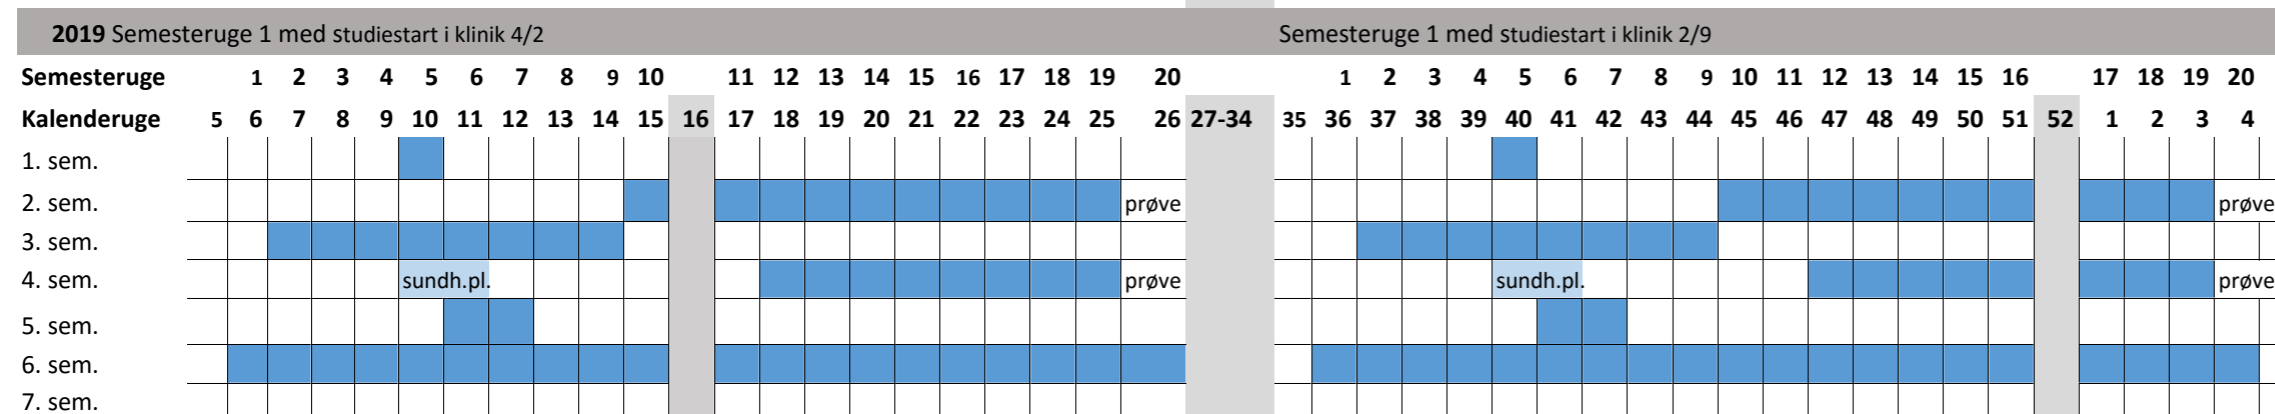 2019 Semesteruge 1 med studiestart i klinik 4/2 Semesteruge 1 med studiestart i klinik 2/9
Semesteruge 1 2 3 4 5 6 7 8 9 10 11 12 13 14 15 16 17 18 19 20 1 2 3 4 5 6 7 8 9 10 11 12 13 14 15 16 17 18 19 20
Kalenderuge 5 6 7 8 9 10 11 12 13 14 15 16 17 18 19 20 21 22 23 24 25 26 27-34 35 36 37 38 39 40 41 42 43 44 45 46 47 48 49 50 51 52 1 2 3 4
1. sem.
2. sem. prøve prøve
3. sem.
4. sem. sundh.pl. prøve sundh.pl. prøve
5. sem.
6. sem.
7. sem.